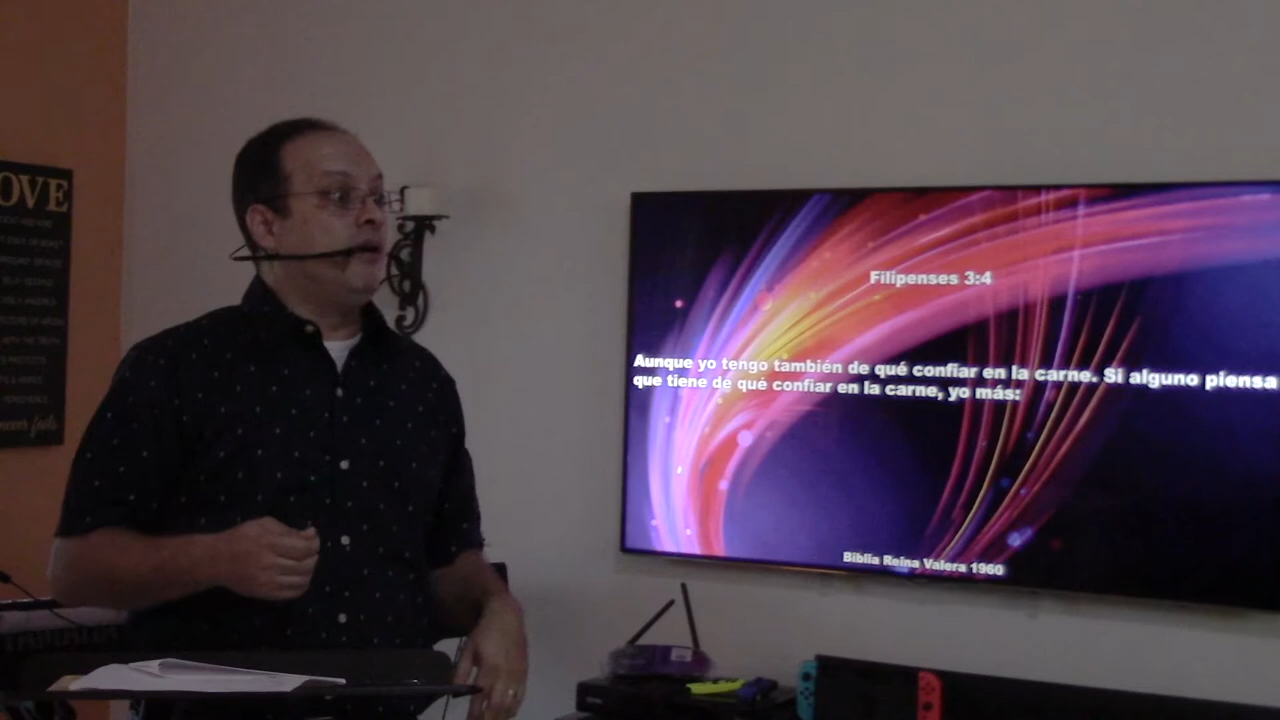 OVE
Filipenses 3:4
Aunque yo tengo también de qué confiar en la carne. Si alguno piensa
que tiene de qué confiar en la carne, yo más:
Biblia Reina Valera 1960
YAMAHA